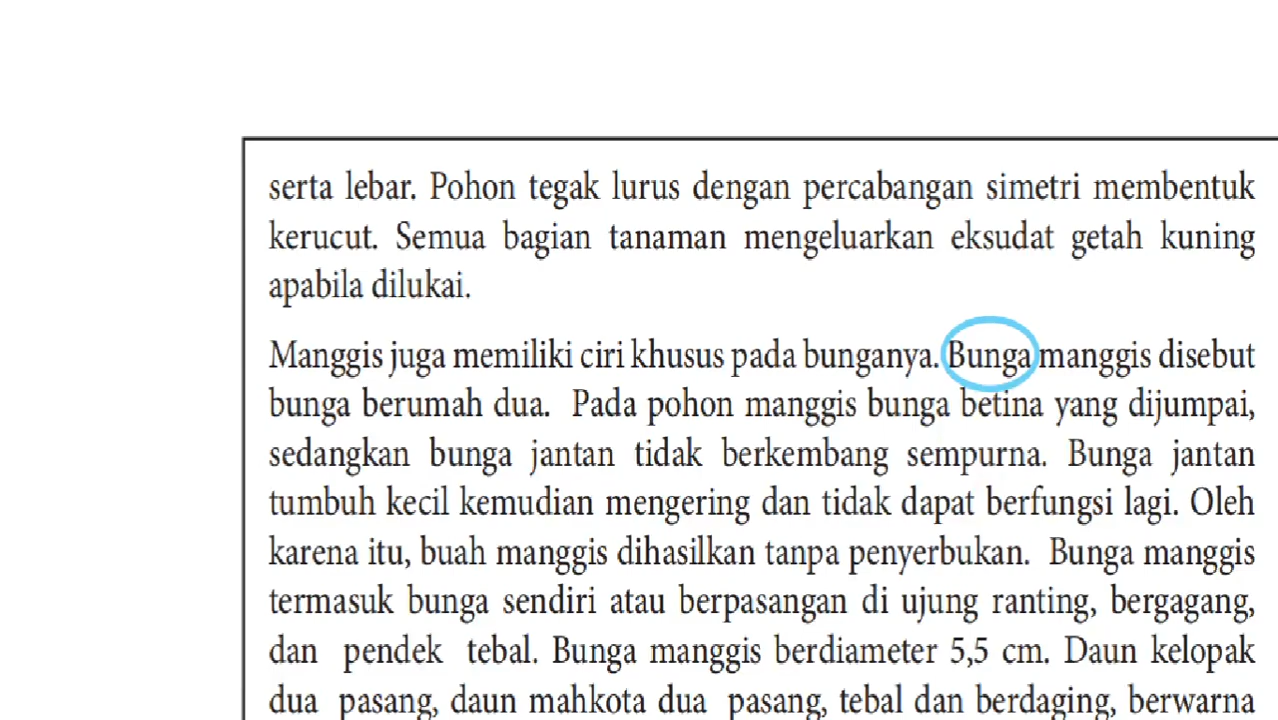 serta lebar. Pohon tegak lurus dengan percabangan simetri membentuk
kerucut. Semua bagian tanaman mengeluarkan eksudat getah kuning
apabila dilukai.
Manggis juga memiliki ciri khusus pada bunganya. Bunga manggis disebut
bunga berumah dua. Pada pohon manggis bunga betina yang dijumpai,
sedangkan bunga jantan tidak berkembang sempurna. Bunga jantan
tumbuh kecil kemudian mengering dan tidak dapat berfungsi lagi. Oleh
karena itu, buah manggis dihasilkan tanpa penyerbukan. Bunga manggis
termasuk bunga sendiri atau berpasangan di ujung ranting, bergagang,
dan pendek tebal. Bunga manggis berdiameter 5,5 cm. Daun kelopak
dua pasang, daun mahkota dua pasang, tebal dan berdaging, berwarna